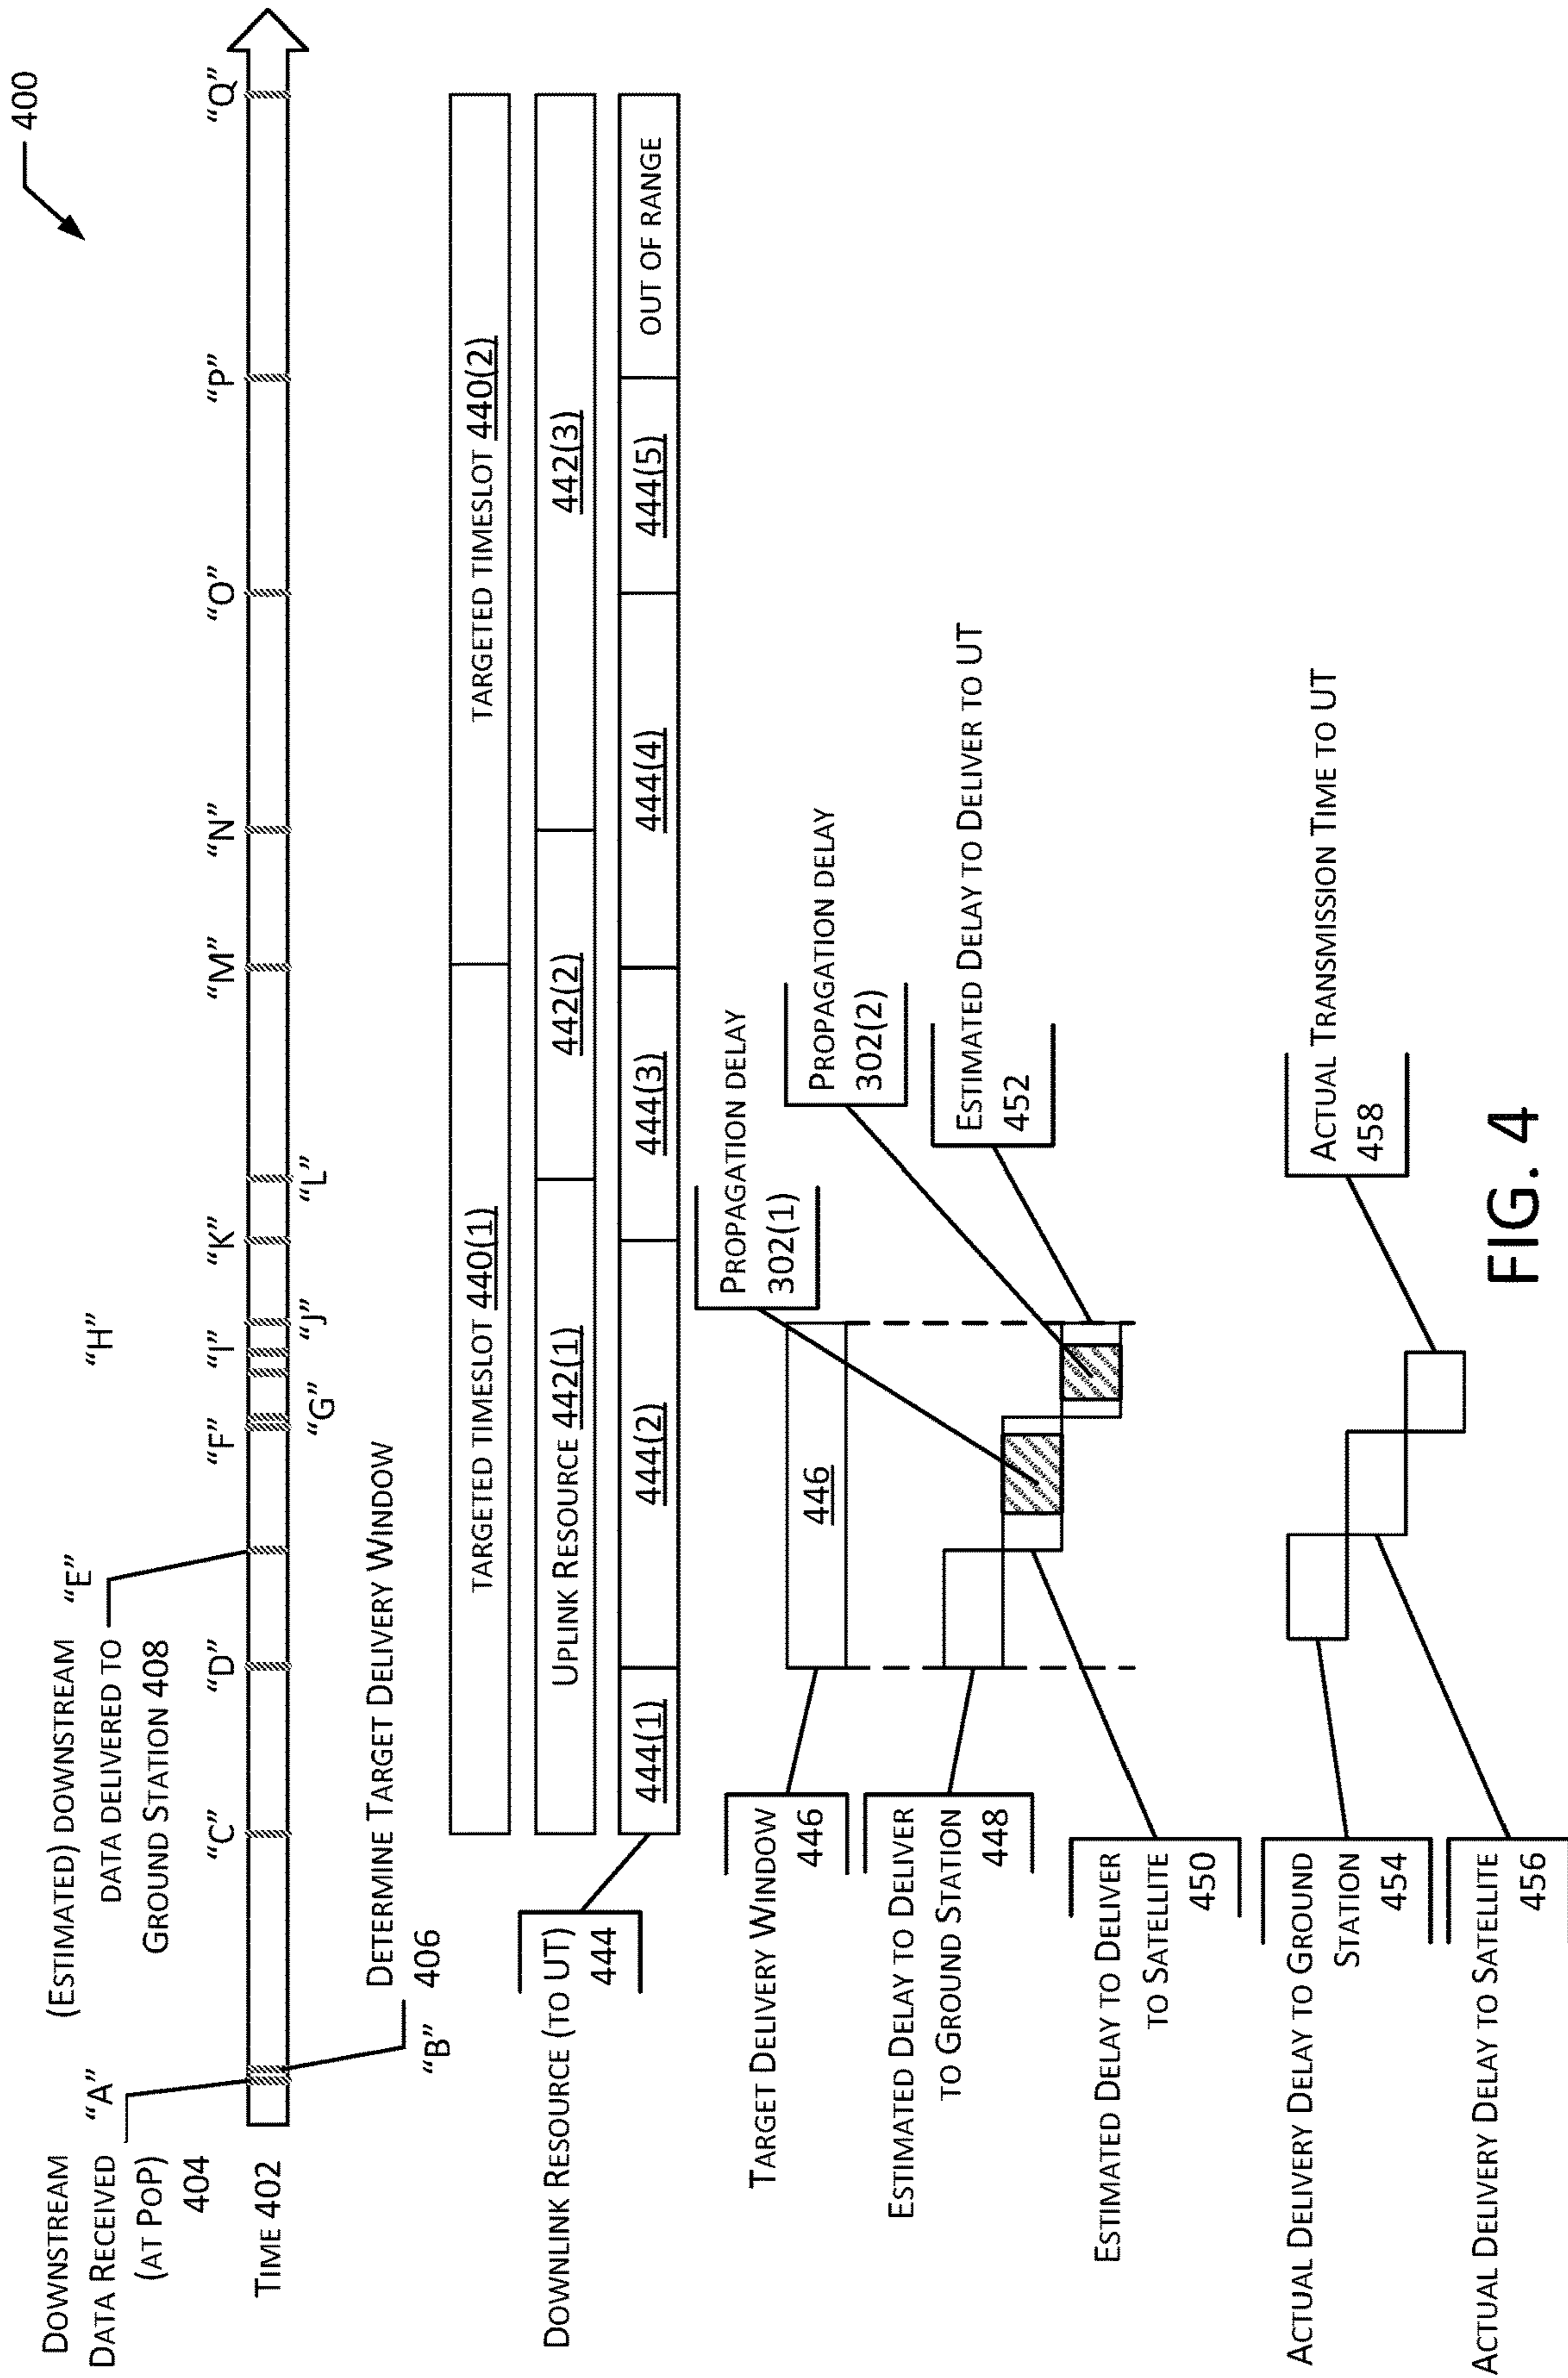 400
DOWNSTREAM
DATA RECEIVED
(AT POP)
404
"A"
(ESTIMATED) DOWNSTREAM
DATA DELIVERED TO
GROUND STATION 408
"E"
"H"
TIME 402
"C"
"D"
"F"
"I"
"K"
"M"
"N"
"O"
"P"
"Q"
"B"
"G"
"J"
"L"
DETERMINE TARGET DELIVERY WINDOW
406
TARGETED TIMESLOT 440(1)
TARGETED TIMESLOT 440(2)
UPLINK RESOURCE 442(1)
442(2)
442(3)
DOWNLINK RESOURCE (TO UT)
444
444(1)
444(2)
444(3)
444(4)
444(5)
OUT OF RANGE
PROPAGATION DELAY
302(1)
PROPAGATION DELAY
302(2)
TARGET DELIVERY WINDOW
446
446
ESTIMATED DELAY TO DELIVER
TO GROUND STATION
448
ESTIMATED DELAY TO DELIVER TO UT
452
ESTIMATED DELAY TO DELIVER
TO SATELLITE
450
ACTUAL DELIVERY DELAY TO GROUND
STATION
454
ACTUAL TRANSMISSION TIME TO UT
458
ACTUAL DELIVERY DELAY TO SATELLITE
456
FIG. 4